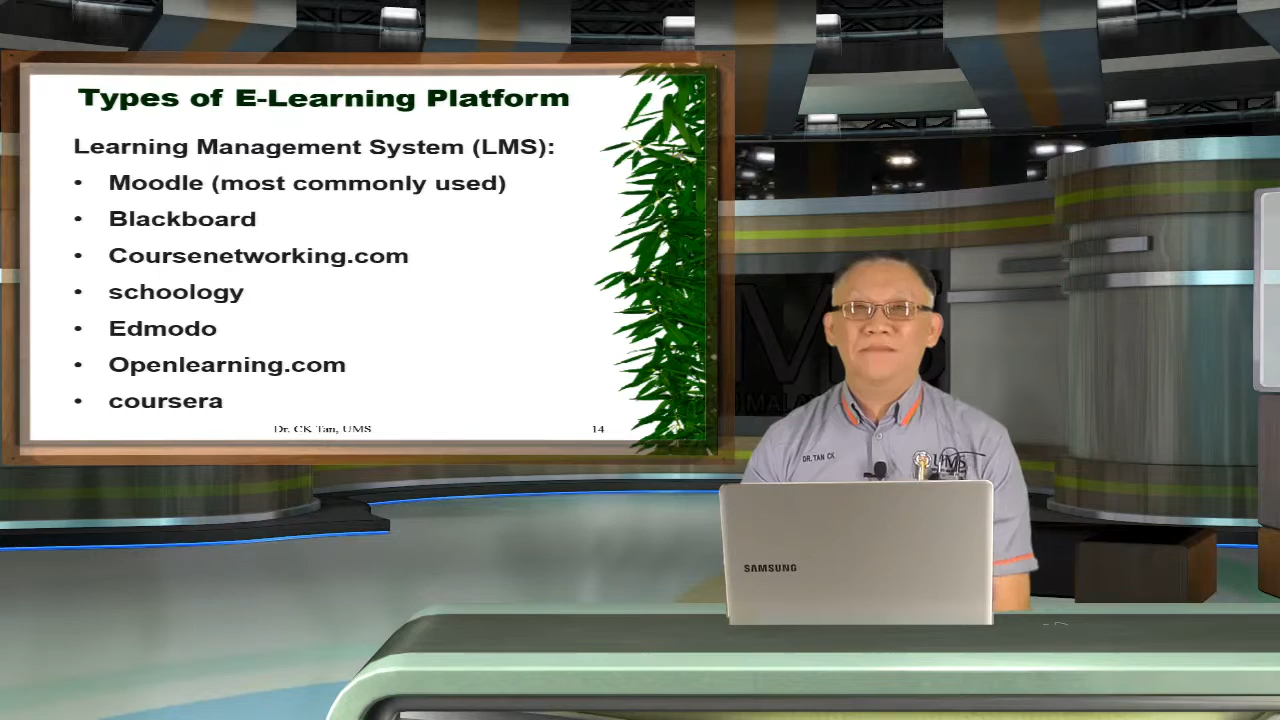 Types of E-Learning Platform
Learning Management System (LMS):
• Moodle (most commonly used)
• Blackboard
• Coursenetworking.com
• schoology
• Edmodo
• Openlearning.com
• coursera
Dr. CK Tan, UMS 14
DR.TAN CK
UMS
SAMSUNG